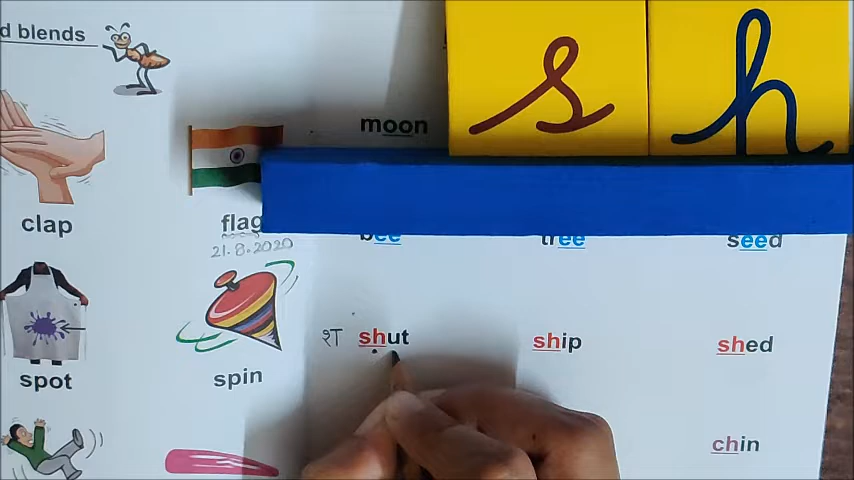 d blends
s h
moon
clap flag
21.8.2020
bee tree seed
श shut ship shed
spot spin
chin